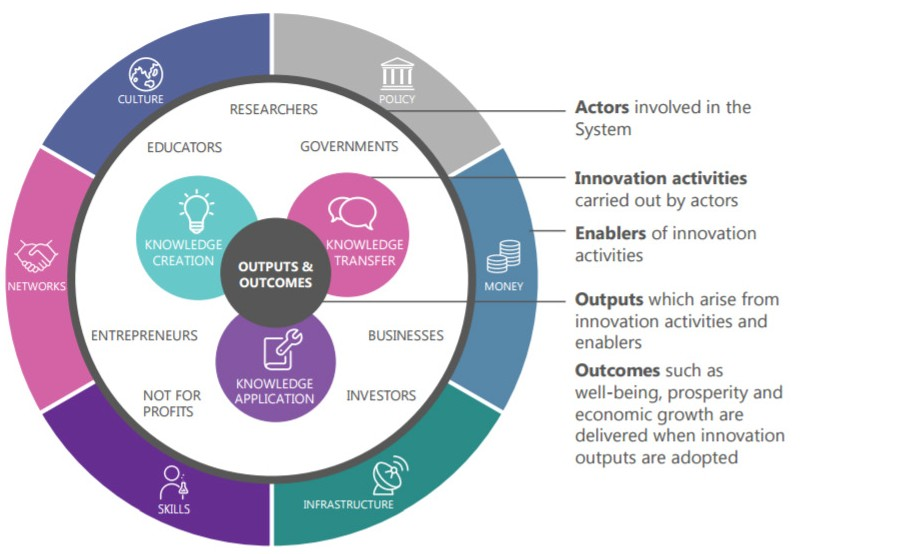 CULTURE
POLICY
RESEARCHERS
EDUCATORS
GOVERNMENTS
KNOWLEDGE
CREATION
KNOWLEDGE
TRANSFER
OUTPUTS &
OUTCOMES
NETWORKS
MONEY
ENTREPRENEURS
BUSINESSES
KNOWLEDGE
APPLICATION
NOT FOR
PROFITS
INVESTORS
SKILLS
INFRASTRUCTURE
Actors involved in the
System
Innovation activities
carried out by actors
Enablers of innovation
activities
Outputs which arise from
innovation activities and
enablers
Outcomes such as
well-being, prosperity and
economic growth are
delivered when innovation
outputs are adopted